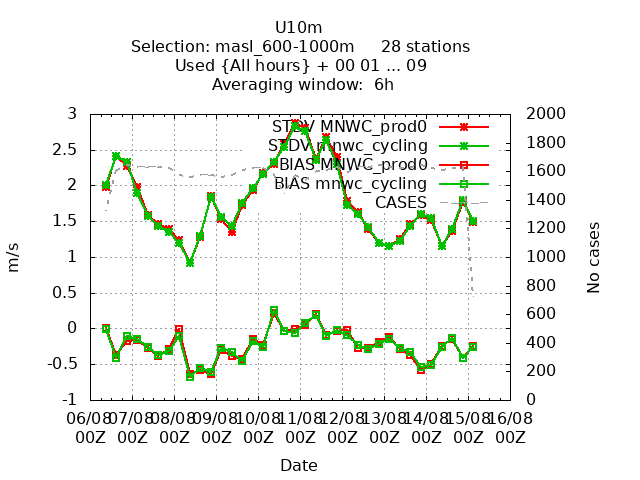 U10m
Selection: masl_600-1000m 28 stations
Used {All hours} + 00 01 ... 09
Averaging window: 6h
STDV MNWC_prod0
STDV mnwc_cycling
BIAS MNWC_prod0
BIAS mnwc_cycling
CASES
3
2.5
2
1.5
1
0.5
0
-0.5
-1
2000
1800
1600
1400
1200
1000
800
600
400
200
0
m/s
No cases
06/08 07/08 08/08 09/08 10/08 11/08 12/08 13/08 14/08 15/08 16/08
00Z 00Z 00Z 00Z 00Z 00Z 00Z 00Z 00Z 00Z 00Z
Date